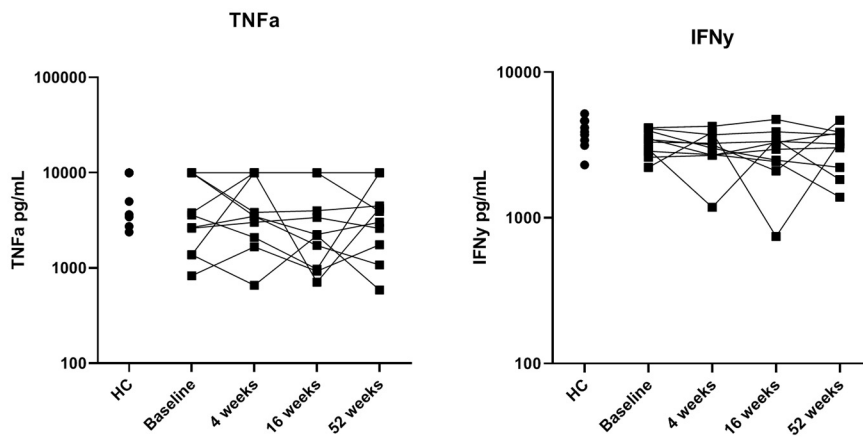 TNFa
TNFa pg/mL
100000
10000
1000
100
HC
Baseline
4 weeks
16 weeks
52 weeks
IFNy
IFNy pg/mL
10000
1000
100
HC
Baseline
4 weeks
16 weeks
52 weeks